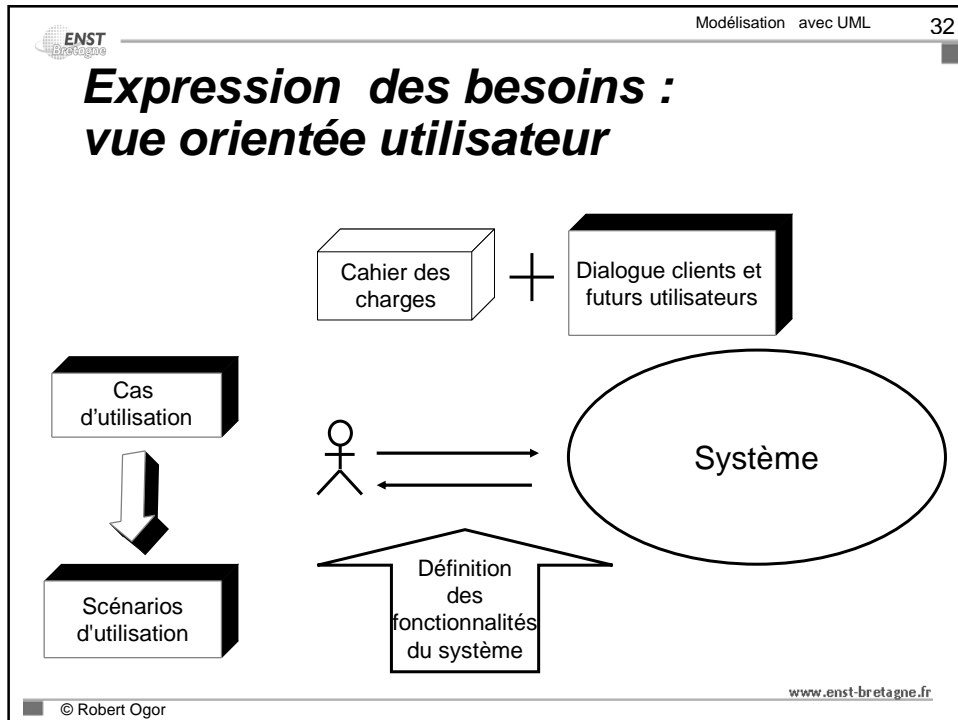 Modélisation avec UML
32
ENST
Bretagne
Expression des besoins :
vue orientée utilisateur
Cahier des
charges
Dialogue clients et
futurs utilisateurs
Cas
d'utilisation
Système
Définition
des
fonctionnalités
du système
Scénarios
d'utilisation
www.enst-bretagne.fr
© Robert Ogor